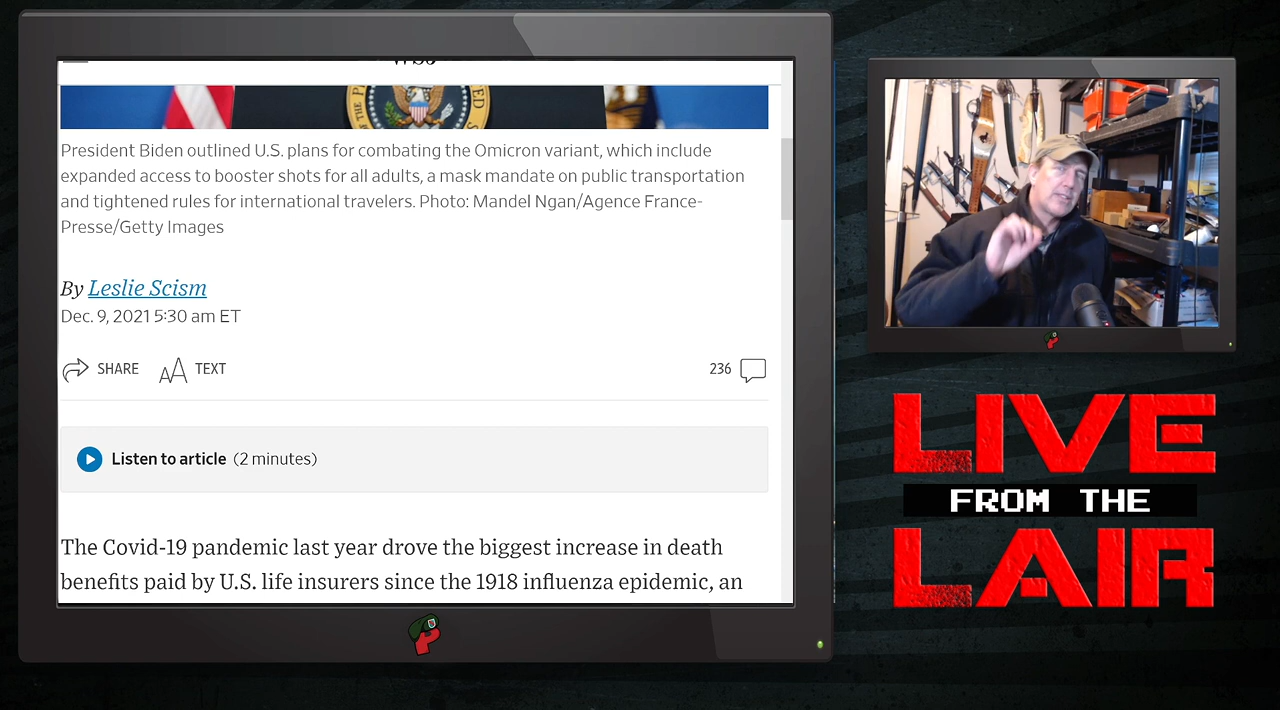 President Biden outlined U.S. plans for combating the Omicron variant, which include
expanded access to booster shots for all adults, a mask mandate on public transportation
and tightened rules for international travelers. Photo: Mandel Ngan/Agence France-
Presse/Getty Images
By Leslie Scism
Dec. 9, 2021 5:30 am ET
SHARE
TEXT
236
Listen to article (2 minutes)
The Covid-19 pandemic last year drove the biggest increase in death
benefits paid by U.S. life insurers since the 1918 influenza epidemic, an
LIVE
FROM THE
LAIR